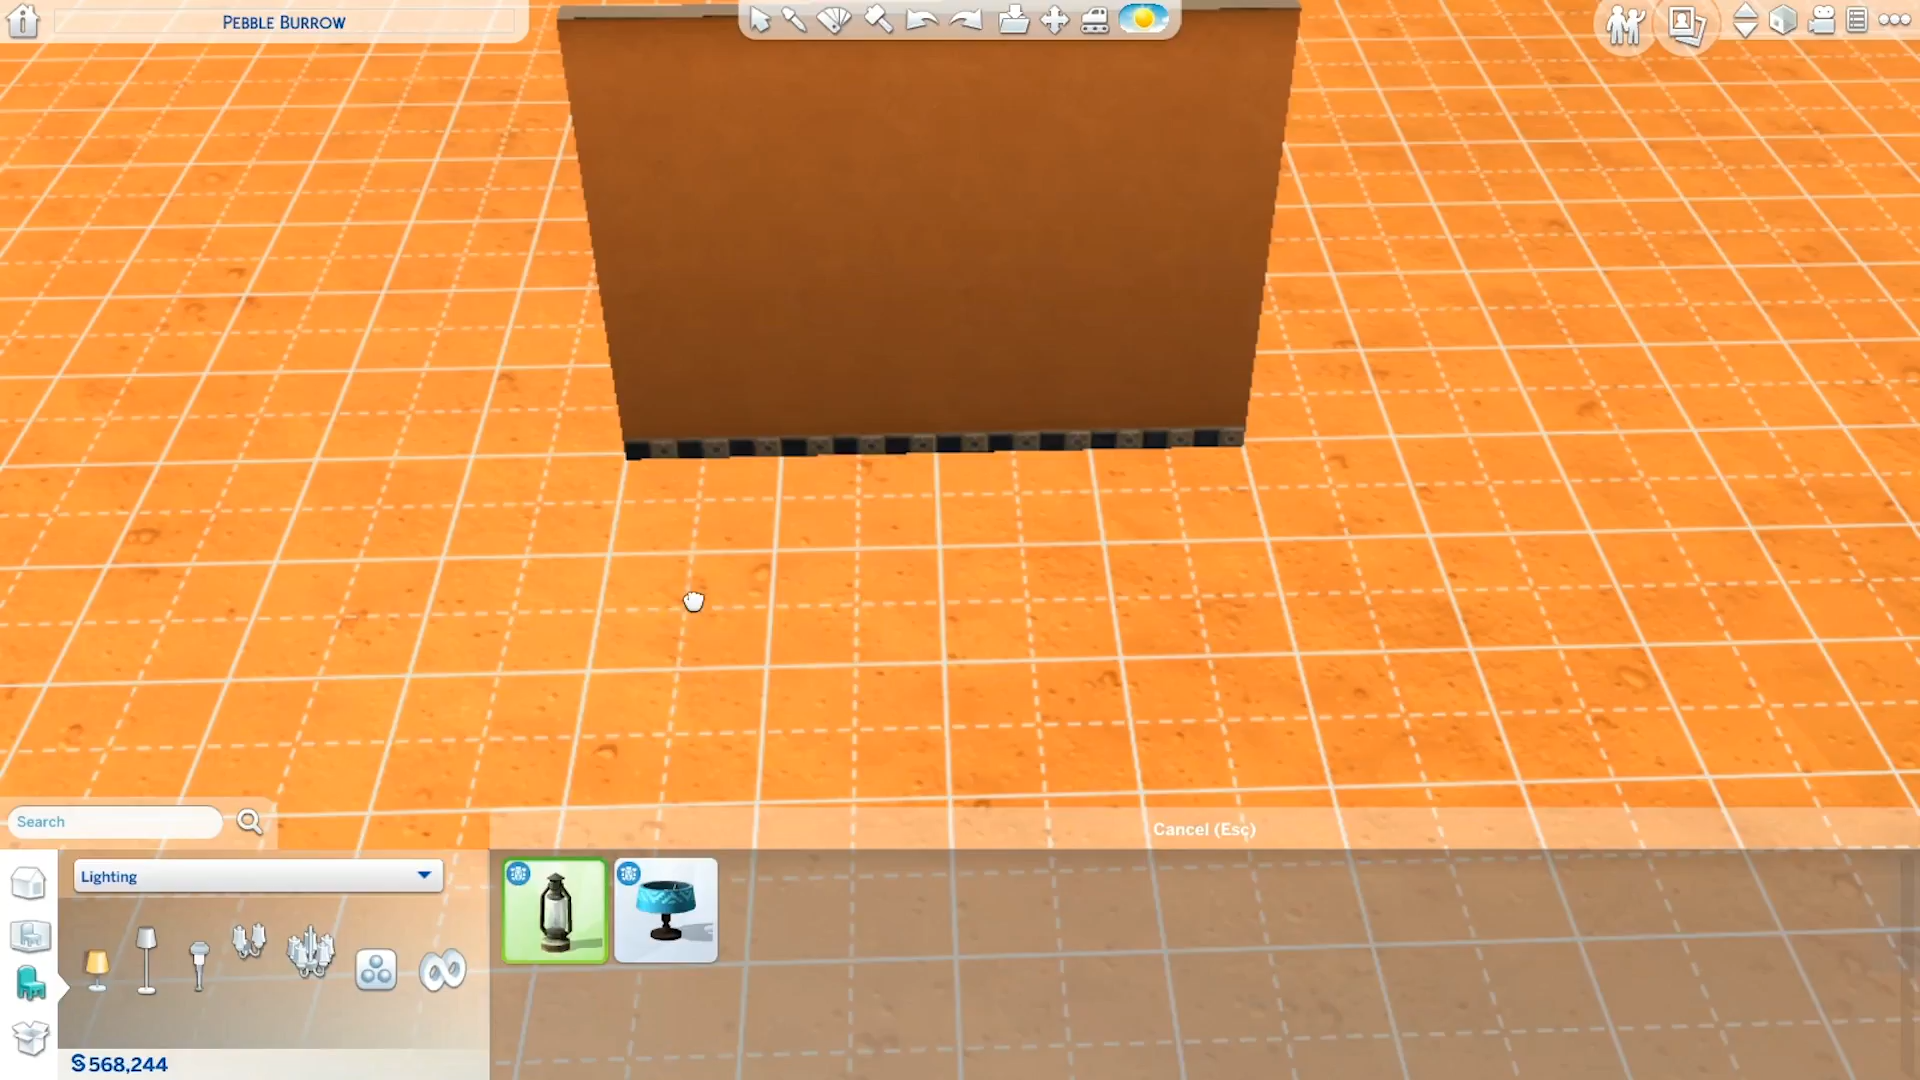 PEBBLE BURROW
Search
Cancel (Esc)
Lighting
§568,244